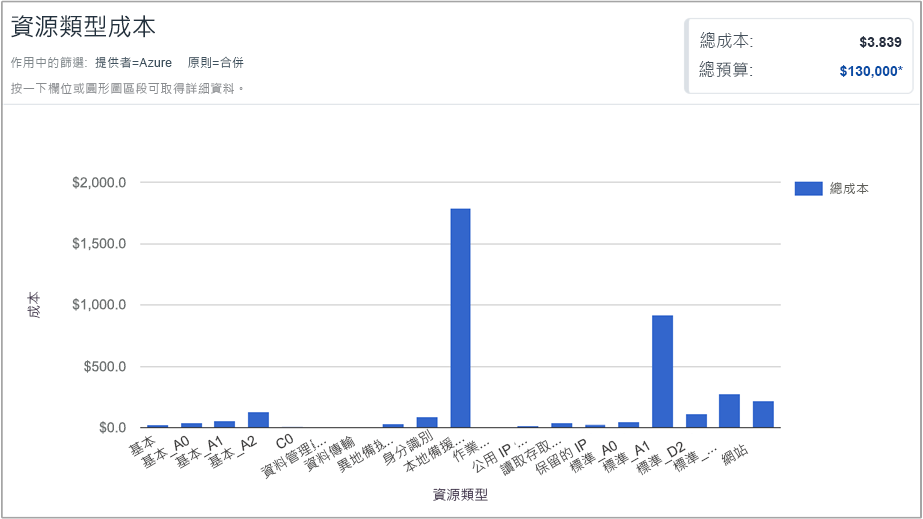 資源類型成本
作用中的篩選: 提供者=Azure 原則=合併
按一下欄位或圓形圖區段可取得詳細資料。
總成本: $3.839
總預算: $130,000*
$2,000.0
$1,500.0
$1,000.0
$500.0
$0.0
成本
總成本
基本
基本_A0
基本_A1
基本_A2
C0
資料管理i...
資料傳輸
異地備援...
身分識別
本地備援...
作業...
公用 IP ...
讀取存取...
保留的 IP
標準_A0
標準_A1
標準_D2
標準_...
網站
資源類型